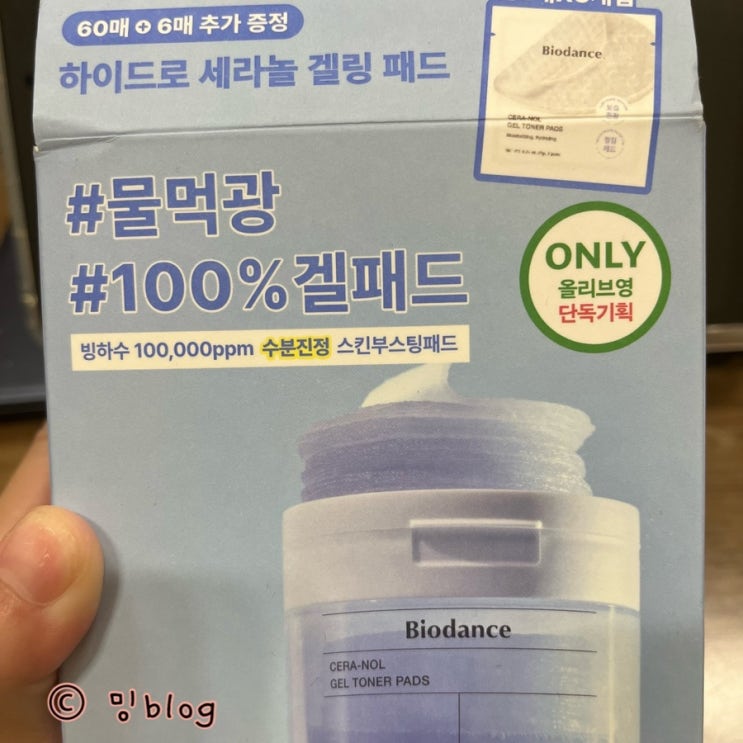 60매 + 6매 추가 증정
하이드로 세라놀 겔링 패드
Biodance
CERA-NOL
GEL TONER PADS
Moisturizing, Hydrating
#물먹광
#100%겔패드
빙하수 100,000ppm 수분진정 스킨부스팅패드
ONLY
올리브영
단독기획
Biodance
CERA-NOL
GEL TONER PADS
© 밍blog